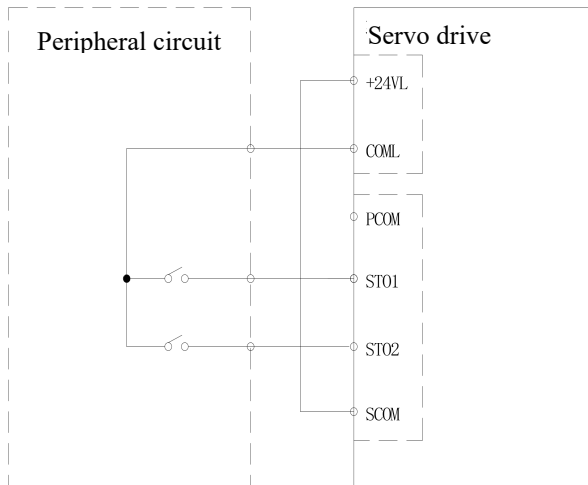 Peripheral circuit
Servo drive
+24VL
COML
PCOM
STO1
STO2
SCOM